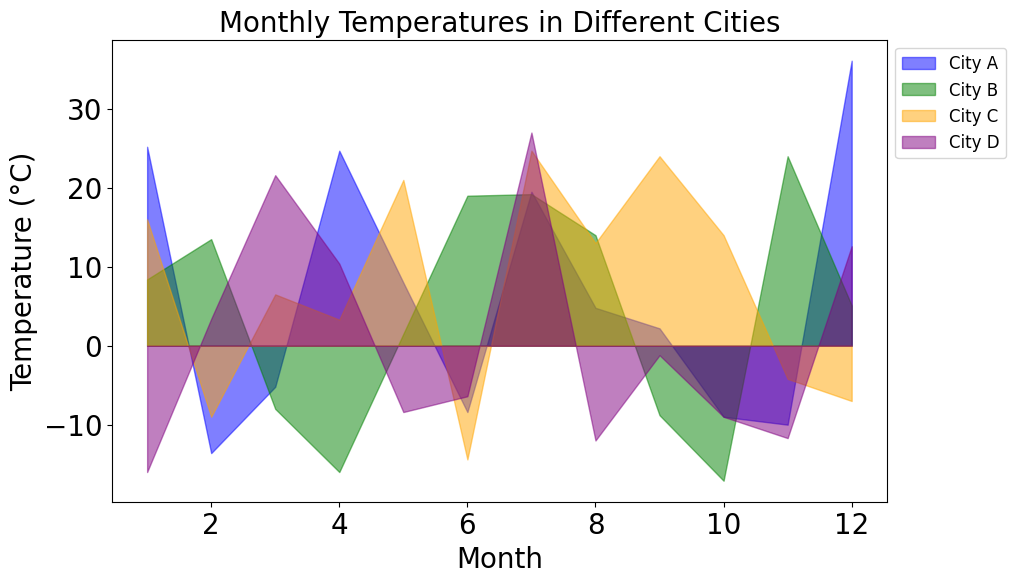 Monthly Temperatures in Different Cities
City A
City B
City C
City D
30
20
10
0
−10
Temperature (°C)
2 4 6 8 10 12
Month